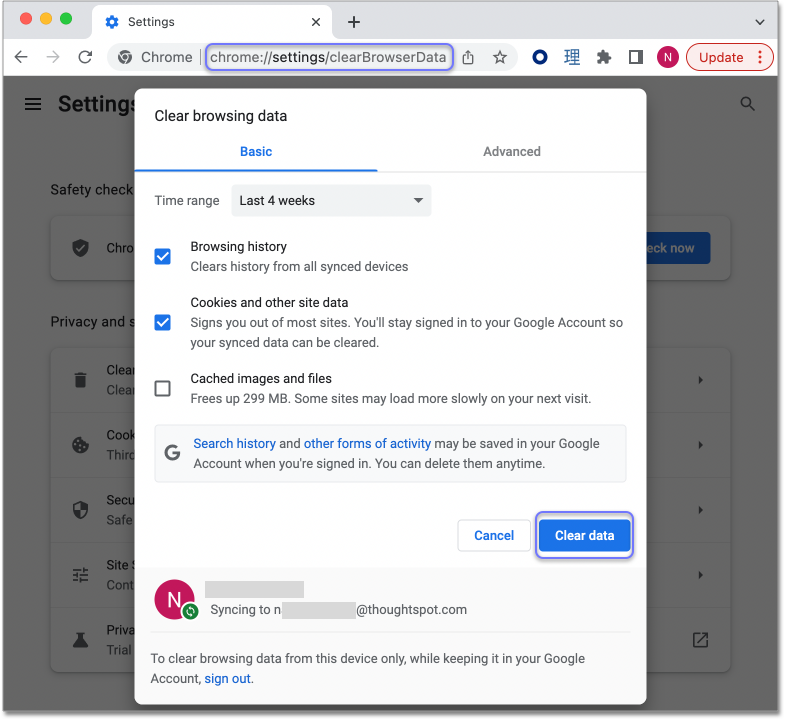 Settings
Chrome
chrome://settings/clearBrowserData
理
N
Update
Settings
Clear browsing data
Basic
Advanced
Safety check
Time range
Last 4 weeks
Chro
eck now
Browsing history
Clears history from all synced devices
Cookies and other site data
Signs you out of most sites. You'll stay signed in to your Google Account so
your synced data can be cleared.
Privacy and s
Clear
Clear
Cached images and files
Frees up 299 MB. Some sites may load more slowly on your next visit.
Cook
Third
G
Search history and other forms of activity may be saved in your Google
Account when you're signed in. You can delete them anytime.
Secu
Safe
Cancel
Clear data
Site S
Cont
N
Syncing to n
@thoughtspot.com
Priva
Trial
To clear browsing data from this device only, while keeping it in your Google
Account, sign out.